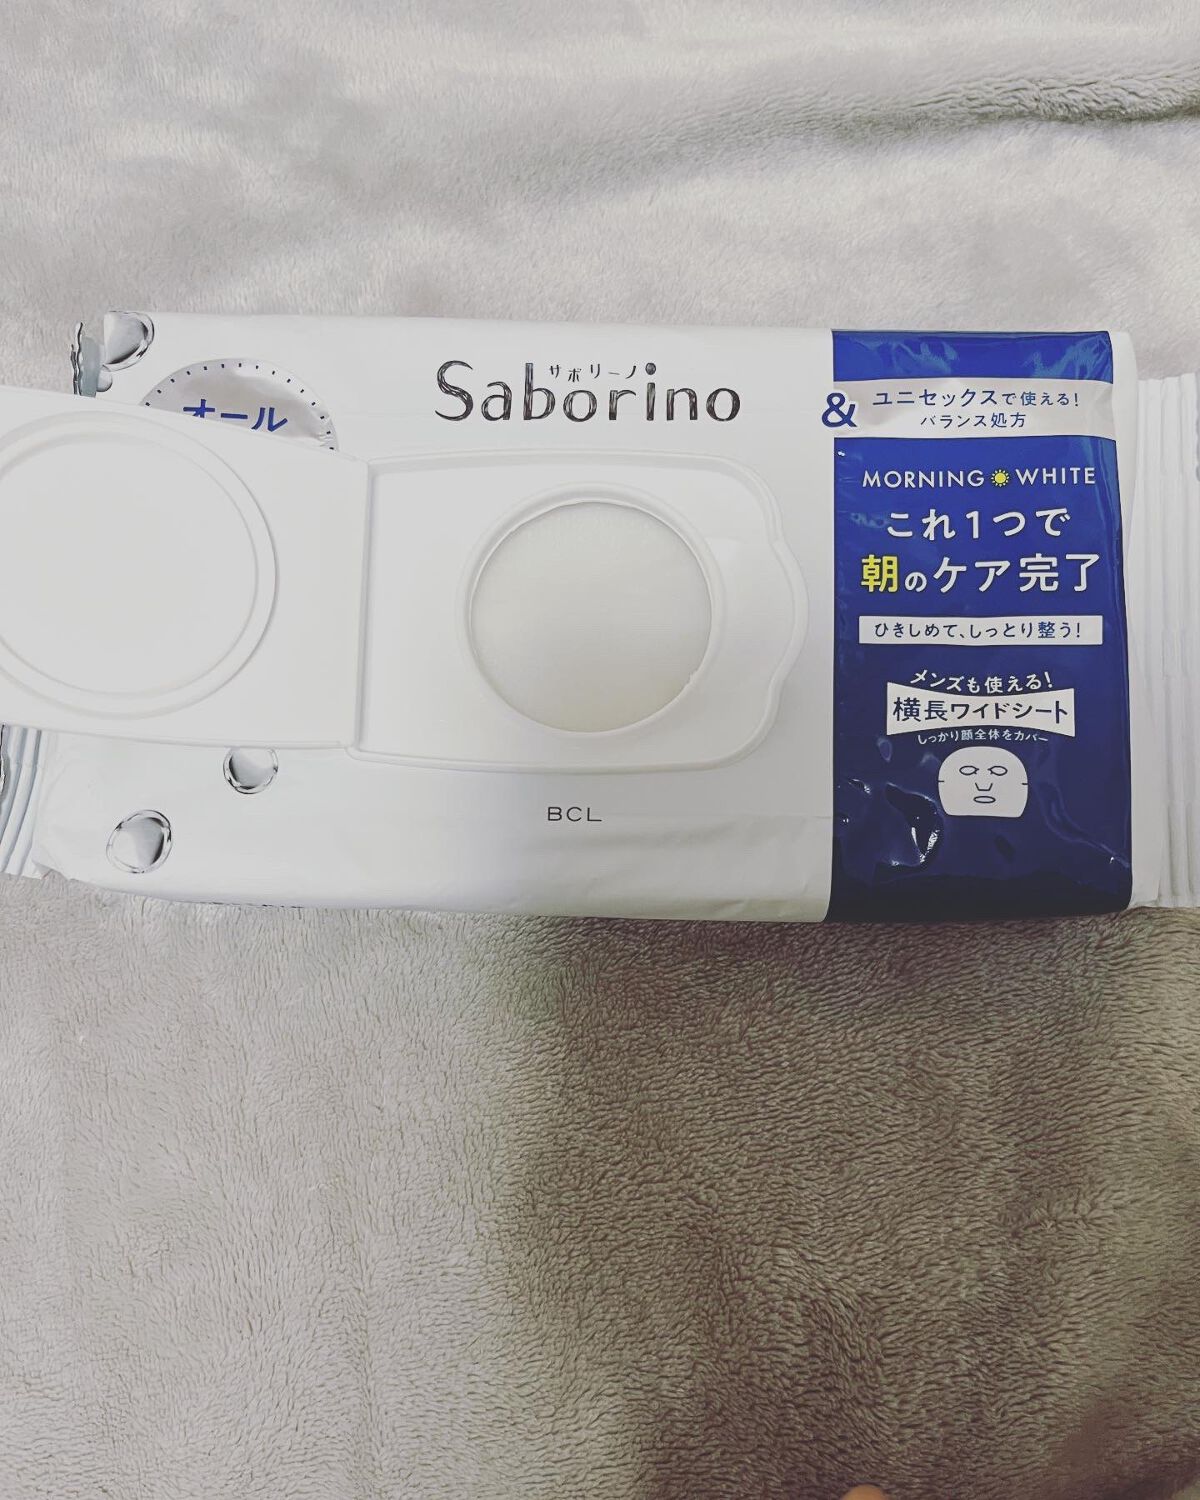 オール
サボリーノ
Saborino
BCL
& ユニセックスで使える!
バランス処方
MORNING WHITE
これ1つで
朝のケア完了
ひきしめて、しっとり整う!
メンズも使える!
横長ワイドシート
しっかり顔全体をカバー